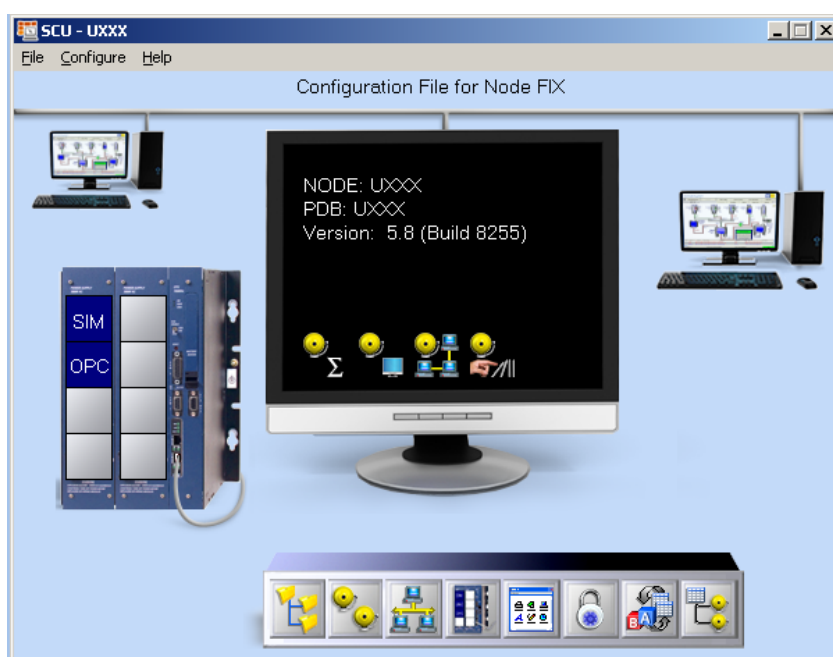 SCU - UXXX
File Configure Help
Configuration File for Node FIX
NODE: UXXX
PDB: UXXX
Version: 5.8 (Build 8255)
SIM
OPC
Σ